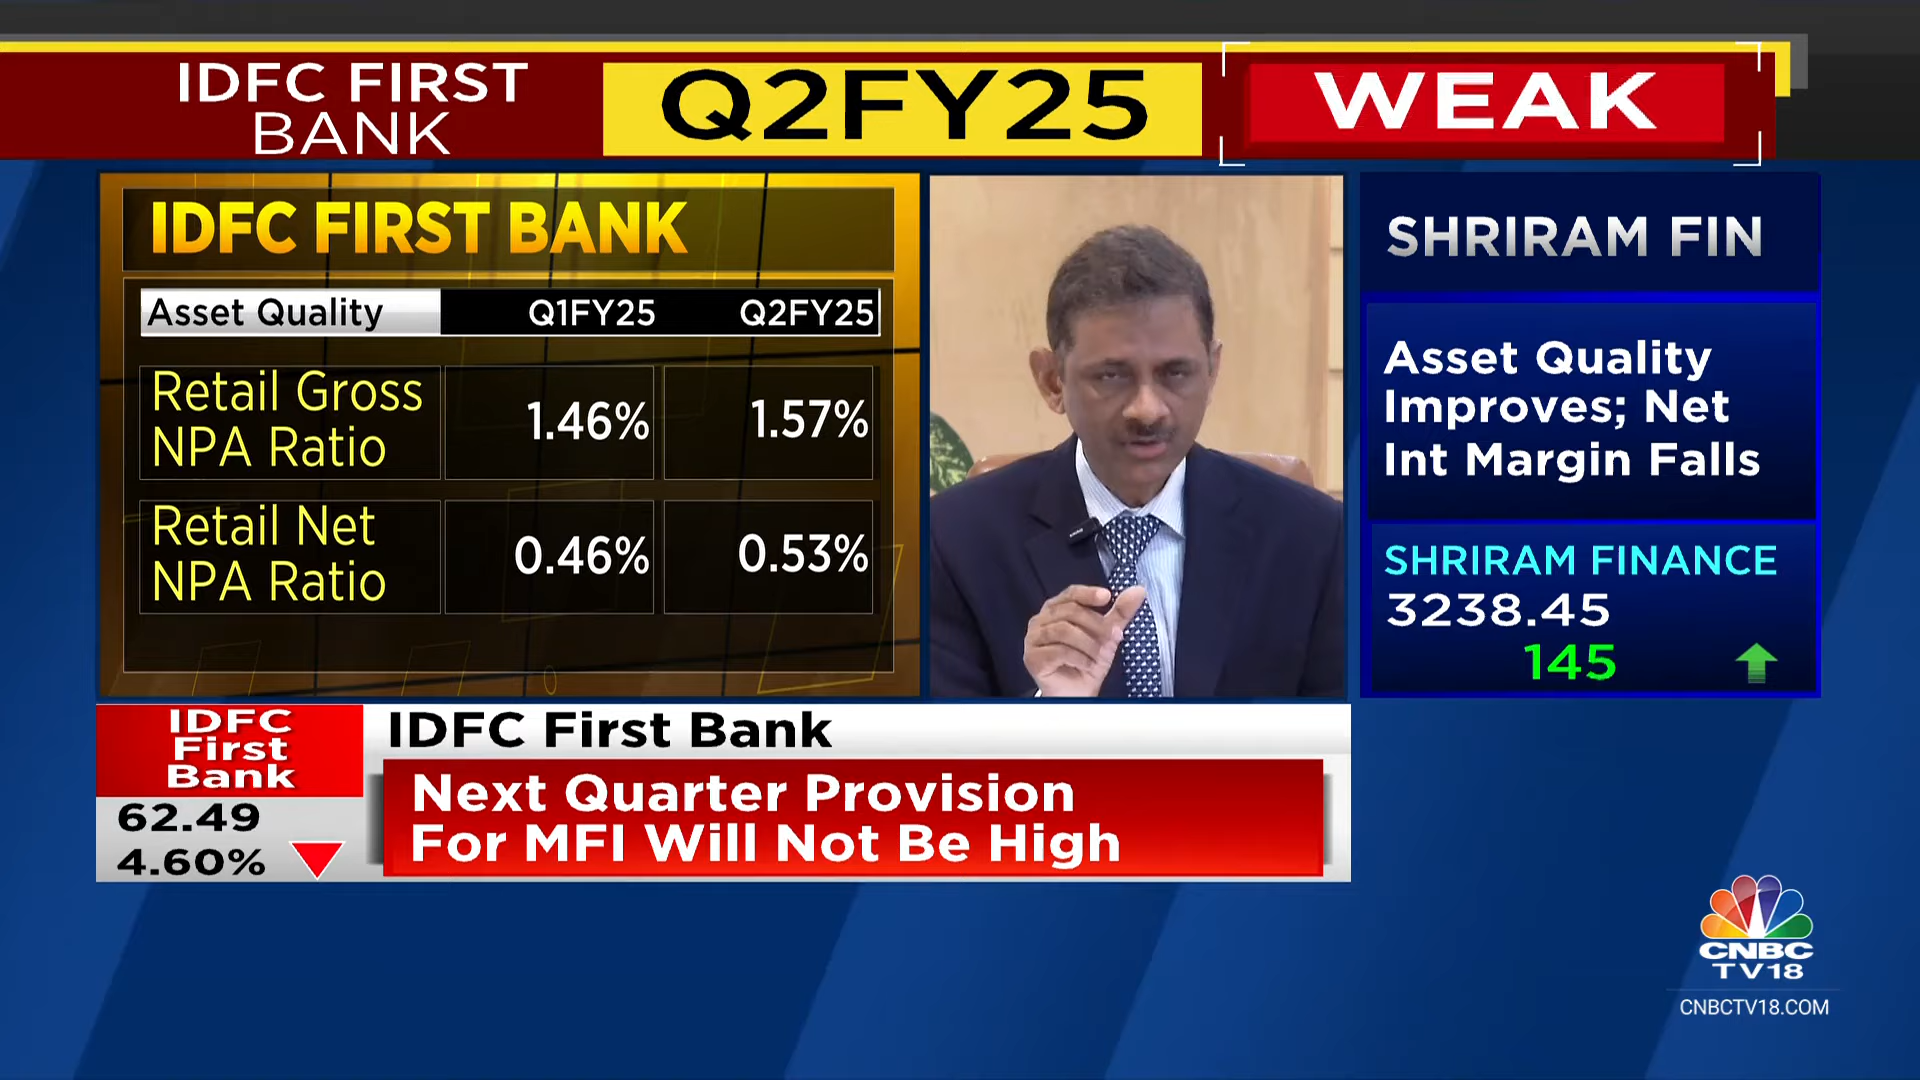 IDFC FIRST
BANK
Q2FY25
WEAK
IDFC FIRST BANK
Asset Quality Q1FY25 Q2FY25
Retail Gross
NPA Ratio
1.46% 1.57%
Retail Net
NPA Ratio
0.46% 0.53%
SHRIRAM FIN
Asset Quality
Improves; Net
Int Margin Falls
SHRIRAM FINANCE
3238.45
145
IDFC
First
Bank
62.49
4.60%
IDFC First Bank
Next Quarter Provision
For MFI Will Not Be High
CNBC
TV18
CNBCTV18.COM